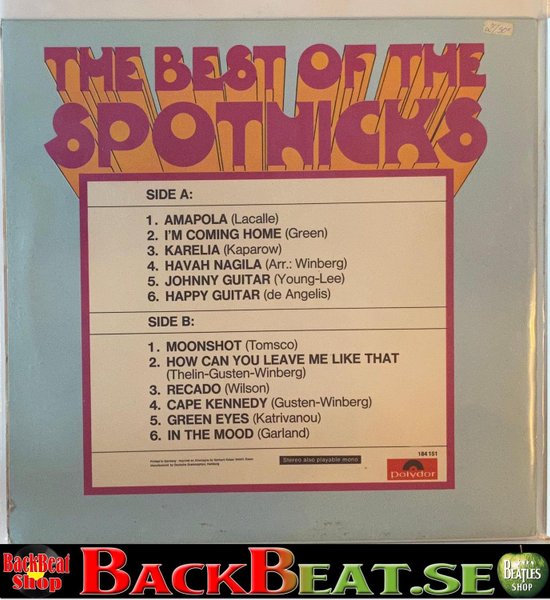 THE BEST OF THE
SPOTNICKS
SIDE A:
1. AMAPOLA (Lacalle)
2. I'M COMING HOME (Green)
3. KARELIA (Kaparow)
4. HAVAH NAGILA (Arr.: Winberg)
5. JOHNNY GUITAR (Young-Lee)
6. HAPPY GUITAR (de Angelis)
SIDE B:
1. MOONSHOT (Tomsco)
2. HOW CAN YOU LEAVE ME LIKE THAT
(Thelin-Gusten-Winberg)
3. RECADO (Wilson)
4. CAPE KENNEDY (Gusten-Winberg)
5. GREEN EYES (Katrivanou)
6. IN THE MOOD (Garland)
Stereo also playable mono
184 151
Polydor
BackBeat
Shop
BACKBEAT.SE
BEATLES
SHOP